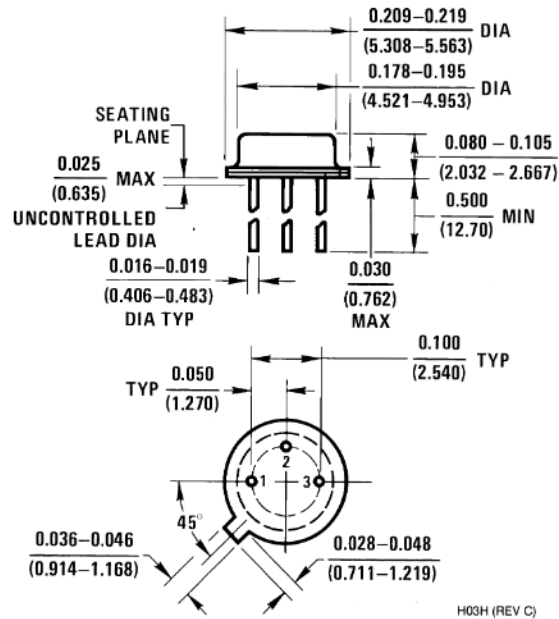 0.209–0.219 DIA
(5.308–5.563)
0.178–0.195 DIA
(4.521–4.953)
SEATING
PLANE
0.080 – 0.105
(2.032 – 2.667)
0.025 MAX
(0.635)
0.500 MIN
(12.70)
UNCONTROLLED
LEAD DIA
0.016–0.019
(0.406–0.483)
DIA TYP
0.030
(0.762)
MAX
0.100 TYP
(2.540)
TYP 0.050
(1.270)
2
1
3
45°
0.036–0.046
(0.914–1.168)
0.028–0.048
(0.711–1.219)
H03H (REV C)